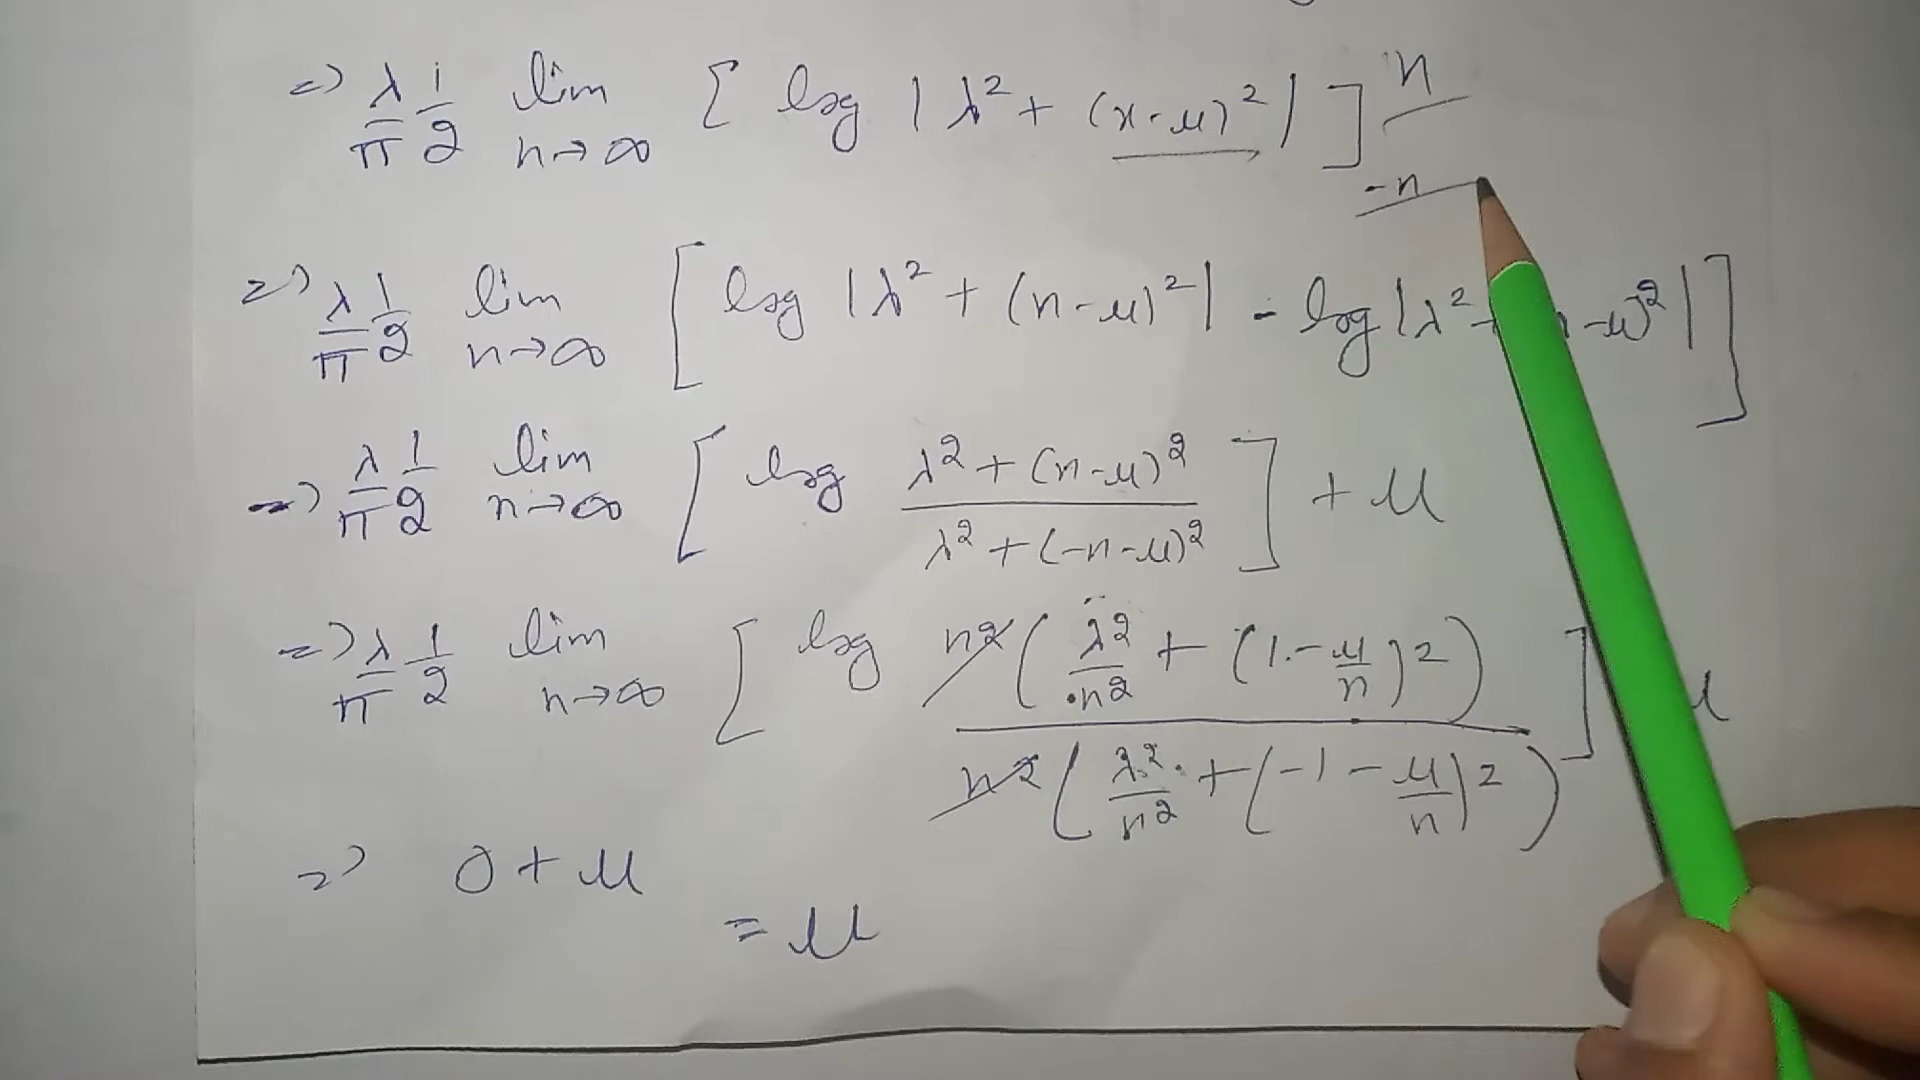 => λ/π 1/2 lim n→∞ [ log | λ² + (x-μ)² | ] n -n
=> λ/π 1/2 lim n→∞ [ log |λ² + (n-μ)²| - log |λ² + n-μ)²| ]
=> λ/π 1/2 lim n→∞ [ log λ² + (n-μ)² / λ² + (-n-μ)² ] + μ
=> λ/π 1/2 lim n→∞ [ log n² ( λ²/n² + (1-μ/n)² ) / n² ( λ²/n² + (-1-μ/n)² ) ] μ
=> 0 + μ
= μ